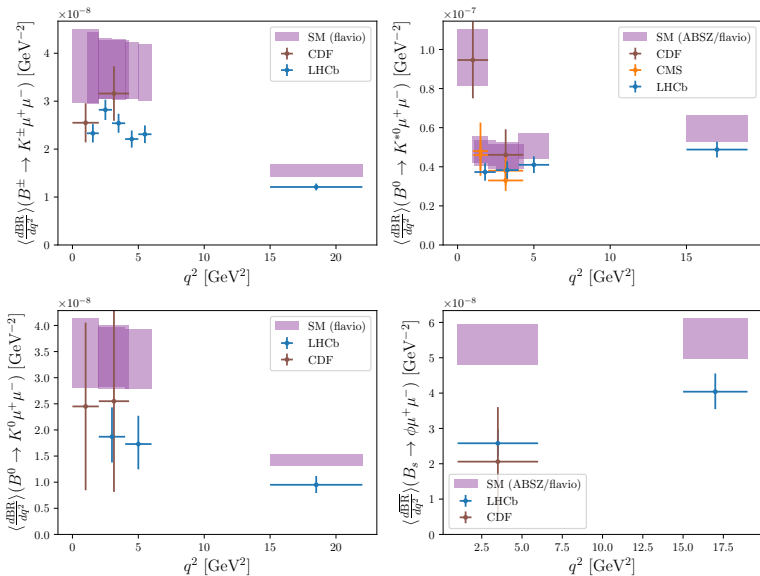 ×10⁻⁸
⟨dBR/dq²⟩(B± → K±μ⁺μ⁻) [GeV⁻²]
4
3
2
1
0
0 5 10 15 20
q² [GeV²]
SM (flavio)
CDF
LHCb
×10⁻⁷
⟨dBR/dq²⟩(B⁰ → K*⁰μ⁺μ⁻) [GeV⁻²]
1.0
0.8
0.6
0.4
0.2
0.0
0 5 10 15
q² [GeV²]
SM (ABSZ/flavio)
CDF
CMS
LHCb
×10⁻⁸
⟨dBR/dq²⟩(B⁰ → K⁰μ⁺μ⁻) [GeV⁻²]
4.0
3.5
3.0
2.5
2.0
1.5
1.0
0.5
0.0
0 5 10 15 20
q² [GeV²]
SM (flavio)
LHCb
CDF
×10⁻⁸
⟨dBR/dq²⟩(Bₛ → ϕμ⁺μ⁻) [GeV⁻²]
6
5
4
3
2
1
0
2.5 5.0 7.5 10.0 12.5 15.0 17.5
q² [GeV²]
SM (ABSZ/flavio)
LHCb
CDF